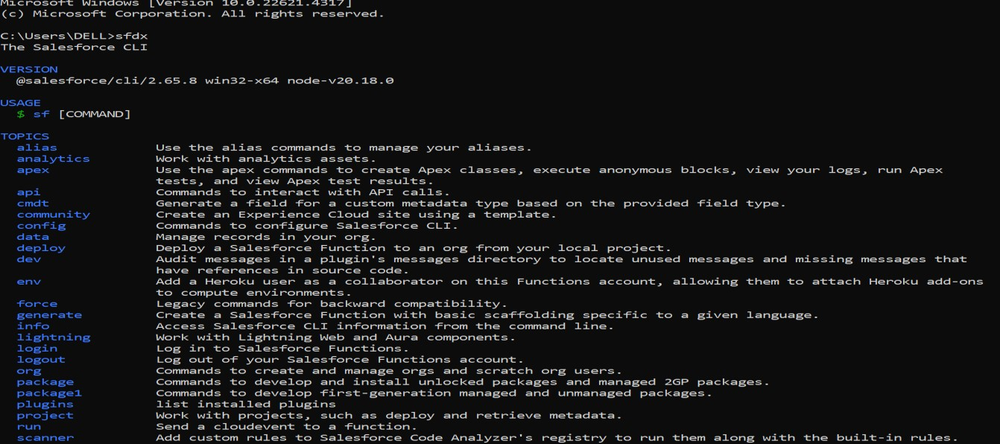 Microsoft Windows [Version 10.0.22621.4317]
(c) Microsoft Corporation. All rights reserved.
C:\Users\DELL>sfdx
The Salesforce CLI
VERSION
@salesforce/cli/2.65.8 win32-x64 node-v20.18.0
USAGE
$ sf [COMMAND]
TOPICS
alias Use the alias commands to manage your aliases.
analytics Work with analytics assets.
apex Use the apex commands to create Apex classes, execute anonymous blocks, view your logs, run Apex
tests, and view Apex test results.
api Commands to interact with API calls.
cmdt Generate a field for a custom metadata type based on the provided field type.
community Create an Experience Cloud site using a template.
config Commands to configure Salesforce CLI.
data Manage records in your org.
deploy Deploy a Salesforce Function to an org from your local project.
dev Audit messages in a plugin's messages directory to locate unused messages and missing messages that
have references in source code.
env Add a Heroku user as a collaborator on this Functions account, allowing them to attach Heroku add-ons
to compute environments.
force Legacy commands for backward compatibility.
generate Create a Salesforce Function with basic scaffolding specific to a given language.
info Access Salesforce CLI information from the command line.
lightning Work with Lightning Web and Aura components.
login Log in to Salesforce Functions.
logout Log out of your Salesforce Functions account.
org Commands to create and manage orgs and scratch org users.
package Commands to develop and install unlocked packages and managed 2GP packages.
package1 Commands to develop first-generation managed and unmanaged packages.
plugins list installed plugins
project Work with projects, such as deploy and retrieve metadata.
run Send a cloudevent to a function.
scanner Add custom rules to Salesforce Code Analyzer's registry to run them along with the built-in rules.